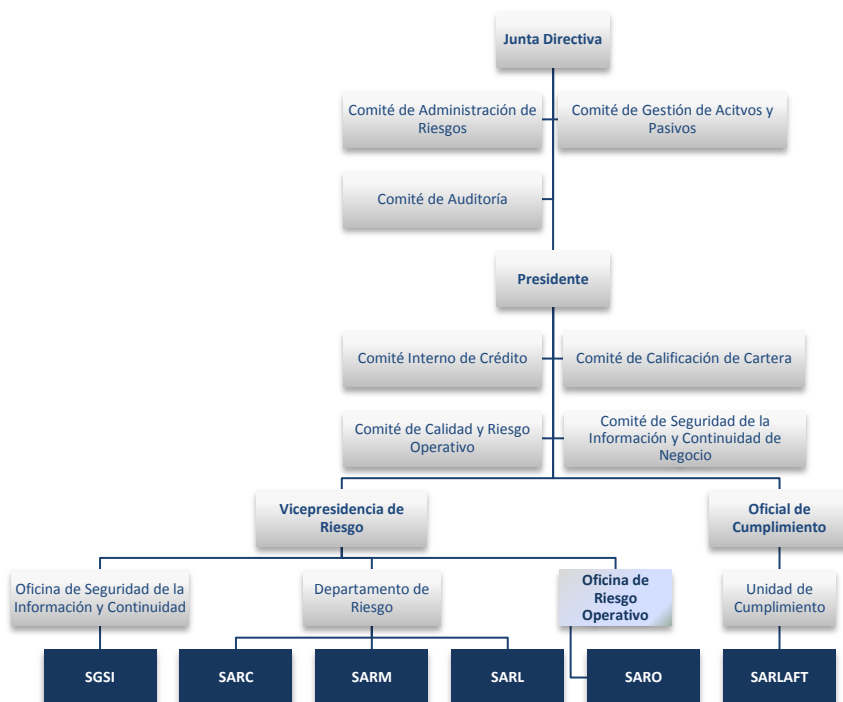 Junta Directiva
Comité de Administración de
Riesgos
Comité de Gestión de Acitvos y
Pasivos
Comité de Auditoría
Presidente
Comité Interno de Crédito
Comité de Calificación de Cartera
Comité de Calidad y Riesgo
Operativo
Comité de Seguridad de la
Información y Continuidad de
Negocio
Vicepresidencia de
Riesgo
Oficial de
Cumplimiento
Oficina de Seguridad de la
Información y Continuidad
Departamento de
Riesgo
Oficina de
Riesgo
Operativo
Unidad de
Cumplimiento
SGSI
SARC
SARM
SARL
SARO
SARLAFT